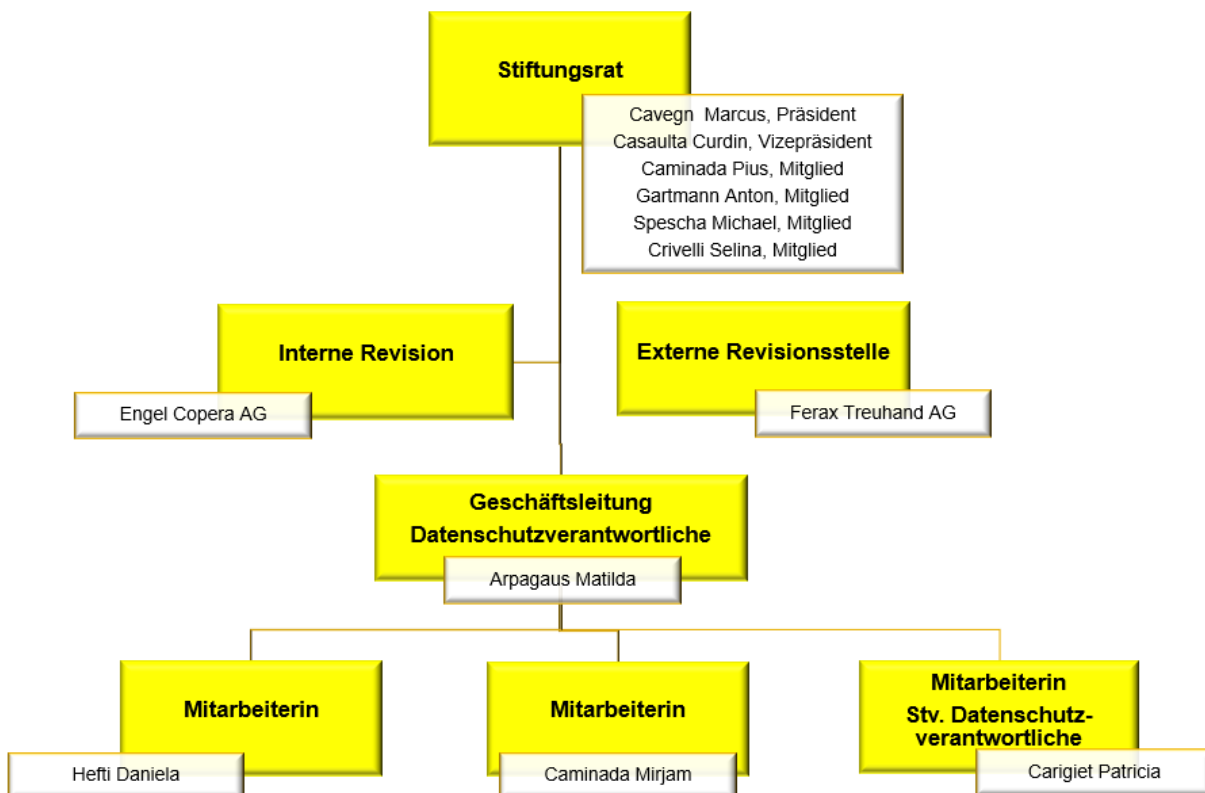 Stiftungsrat
Cavegn  Marcus, Präsident
Casaulta Curdin, Vizepräsident
Caminada Pius, Mitglied
Gartmann Anton, Mitglied
Spescha Michael, Mitglied
Crivelli Selina, Mitglied
Interne Revision
Engel Copera AG
Externe Revisionsstelle
Ferax Treuhand AG
Geschäftsleitung
Datenschutzverantwortliche
Arpagaus Matilda
Mitarbeiterin
Hefti Daniela
Mitarbeiterin
Caminada Mirjam
Mitarbeiterin
Stv. Datenschutz-
verantwortliche
Carigiet Patricia